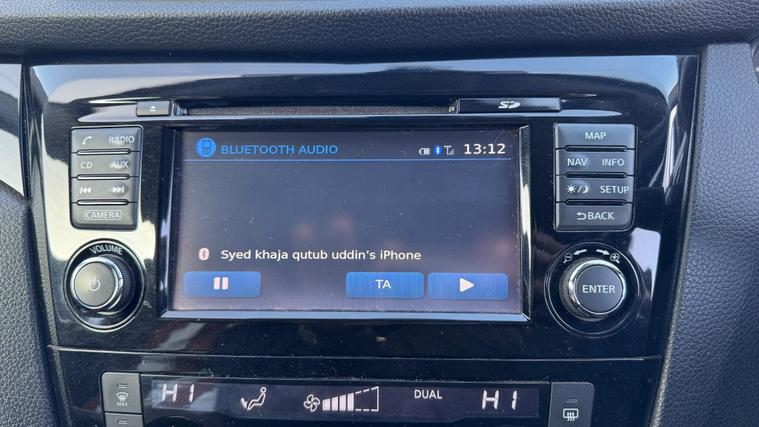 SD
RADIO
CD AUX
CAMERA
VOLUME
BLUETOOTH AUDIO 13:12
Syed khaja qutub uddin's iPhone
TA
MAP
NAV INFO
SETUP
BACK
ENTER
MAX
HI
DUAL
HI